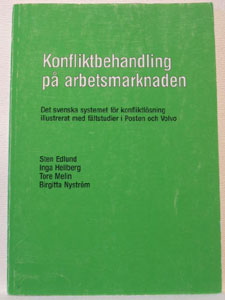 Konfliktbehandling
på arbetsmarknaden
Det svenska systemet för konfliktlösning
illustrerat med fältstudier i Posten och Volvo
Sten Edlund
Inga Hellberg
Tore Melin
Birgitta Nyström